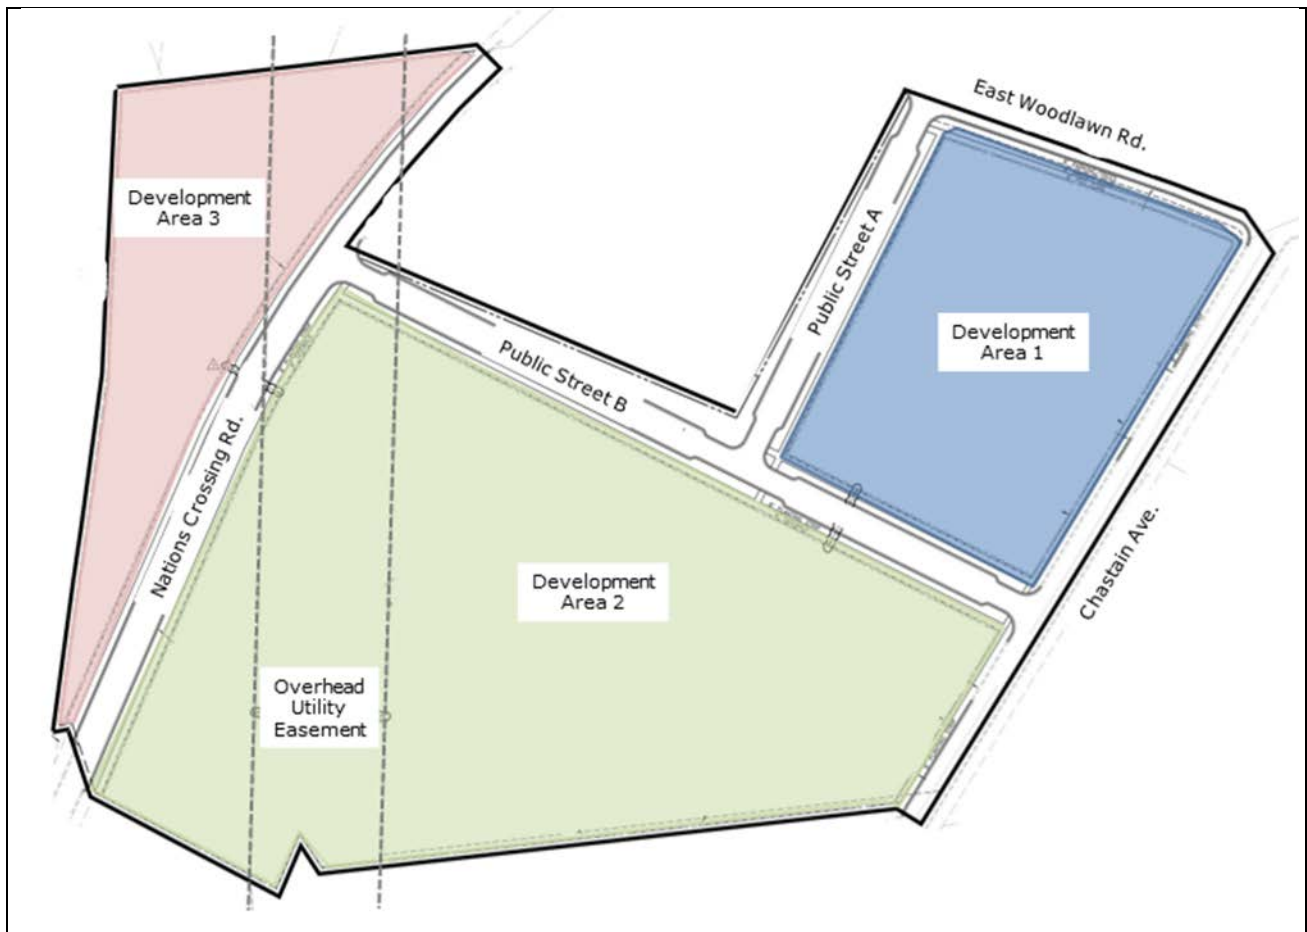 East Woodlawn Rd.
Development
Area 3
Public Street A
Development
Area 1
Public Street B
Nations Crossing Rd.
Development
Area 2
Chastain Ave.
Overhead
Utility
Easement